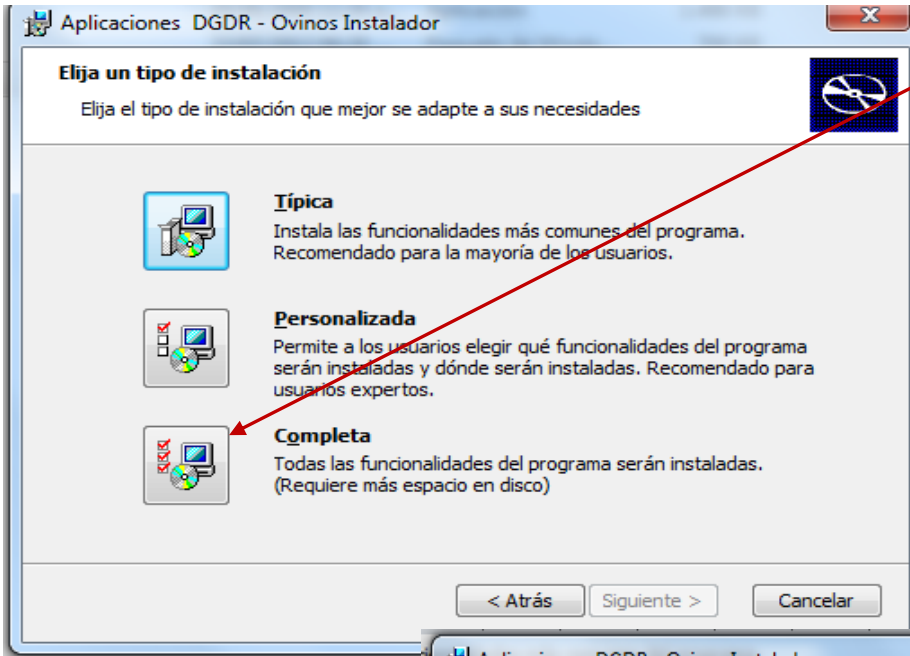 Aplicaciones DGDR - Ovinos Instalador
X
Elija un tipo de instalación
Elija el tipo de instalación que mejor se adapte a sus necesidades
Típica
Instala las funcionalidades más comunes del programa.
Recomendado para la mayoría de los usuarios.
Personalizada
Permite a los usuarios elegir qué funcionalidades del programa
serán instaladas y dónde serán instaladas. Recomendado para
usuarios expertos.
Completa
Todas las funcionalidades del programa serán instaladas.
(Requiere más espacio en disco)
< Atrás
Siguiente >
Cancelar